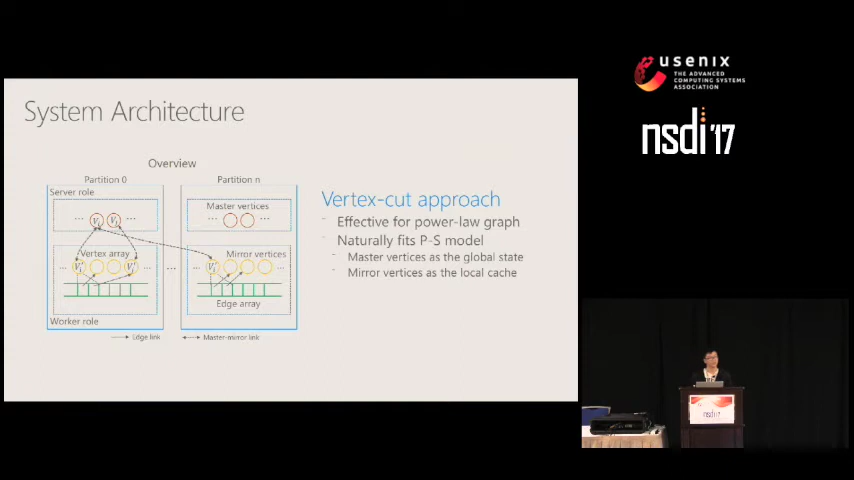 System Architecture
Overview
Partition 0
Partition n
Server role
Master vertices
... V ...
... ...
Vertex array
Mirror vertices
...
Edge array
Worker role
Edge link
Master-mirror link
Vertex-cut approach
Effective for power-law graph
Naturally fits P-S model
Master vertices as the global state
Mirror vertices as the local cache
usenix
THE ADVANCED
COMPUTING SYSTEMS
ASSOCIATION
nsdi '17
nsdi